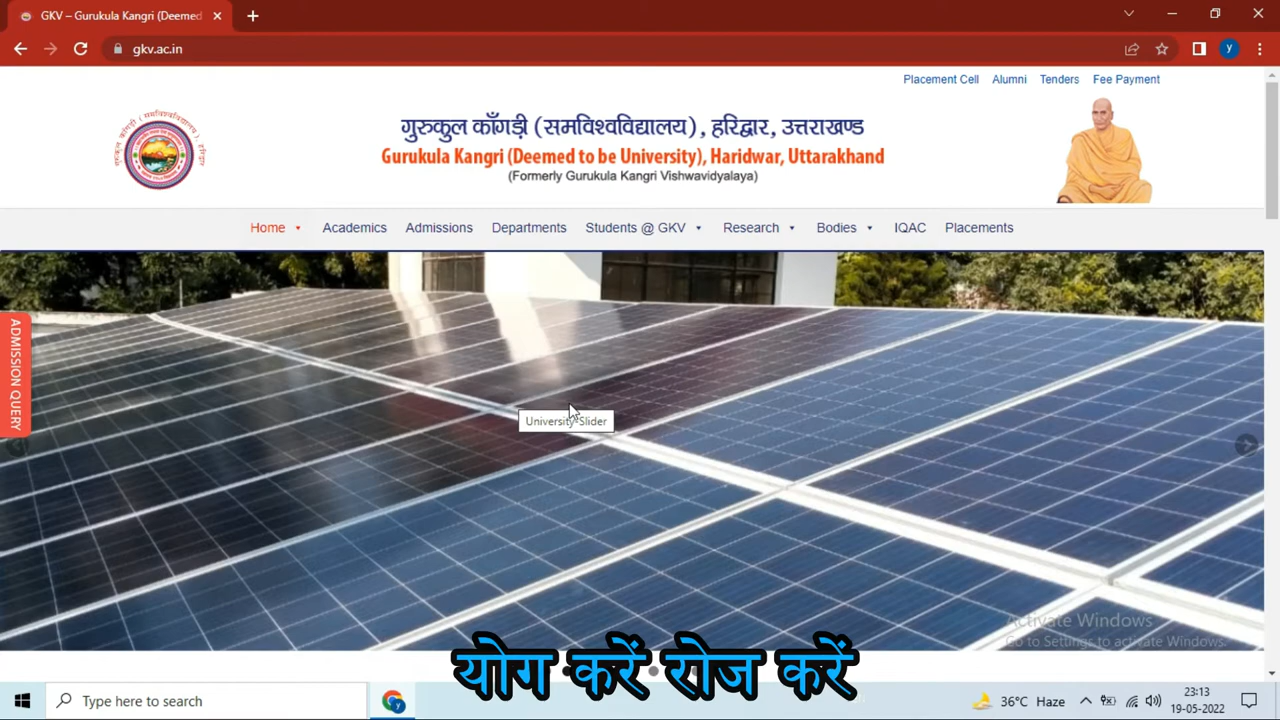 GKV – Gurukula Kangri (Deemed
gkv.ac.in
y
Placement Cell Alumni Tenders Fee Payment
गुरुकुल काँगड़ी (समविश्वविद्यालय), हरिद्वार, उत्तराखण्ड
Gurukula Kangri (Deemed to be University), Haridwar, Uttarakhand
(Formerly Gurukula Kangri Vishwavidyalaya)
Home Academics Admissions Departments Students @ GKV Research Bodies IQAC Placements
ADMISSION QUERY
University-Slider
Activate Windows
Go to Settings to activate Windows.
योग करें रोज करें
Type here to search
36°C Haze
23:13
19-05-2022